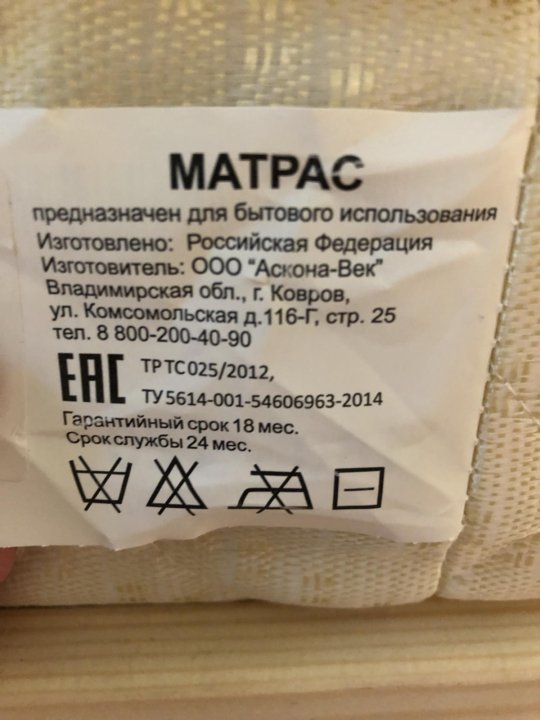 МАТРАС
предназначен для бытового использования
Изготовлено: Российская Федерация
Изготовитель: ООО "Аскона-Век"
Владимирская обл., г. Ковров,
ул. Комсомольская д.116-Г, стр. 25
тел. 8 800-200-40-90
ЕАС ТР ТС 025/2012,
ТУ 5614-001-54606963-2014
Гарантийный срок 18 мес.
Срок службы 24 мес.